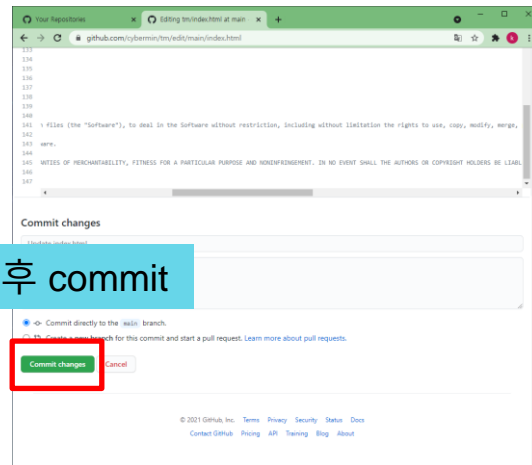 Your Repositories
Editing tm/index.html at main
github.com/cybermin/tm/edit/main/index.html
133
134
135
136
137
138
139
140
141 files (the "Software"), to deal in the Software without restriction, including without limitation the rights to use, copy, modify, merge,
142
143 ware.
144
145 NTIES OF MERCHANTABILITY, FITNESS FOR A PARTICULAR PURPOSE AND NONINFRINGEMENT. IN NO EVENT SHALL THE AUTHORS OR COPYRIGHT HOLDERS BE LIABL
146
147
Commit changes
Update index.html
후 commit
Commit directly to the main branch.
Create a new branch for this commit and start a pull request. Learn more about pull requests.
Commit changes Cancel
© 2021 GitHub, Inc. Terms Privacy Security Status Docs
Contact GitHub Pricing API Training Blog About